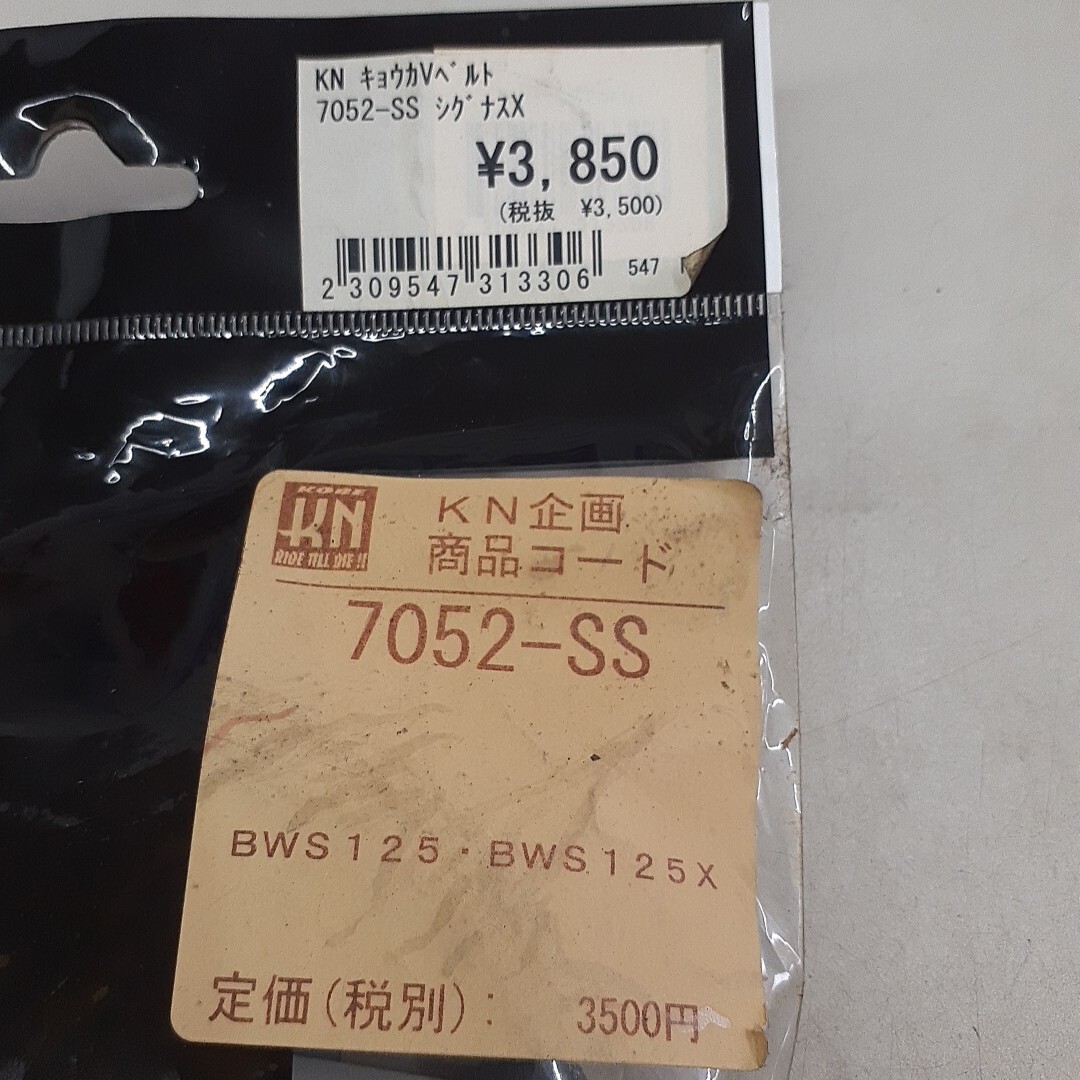 KN ｷｮｳｶVﾍﾞﾙﾄ
7052-SS ｼｸﾞﾅｽX
¥3,850
(税抜 ¥3,500)
2 309547 313306
547
KOBE
KN
RIDE TILL DIE !!
ＫＮ企画
商品コード
7052-SS
ＢＷＳ１２５・ＢＷＳ１２５Ｘ
定価(税別): 3500円